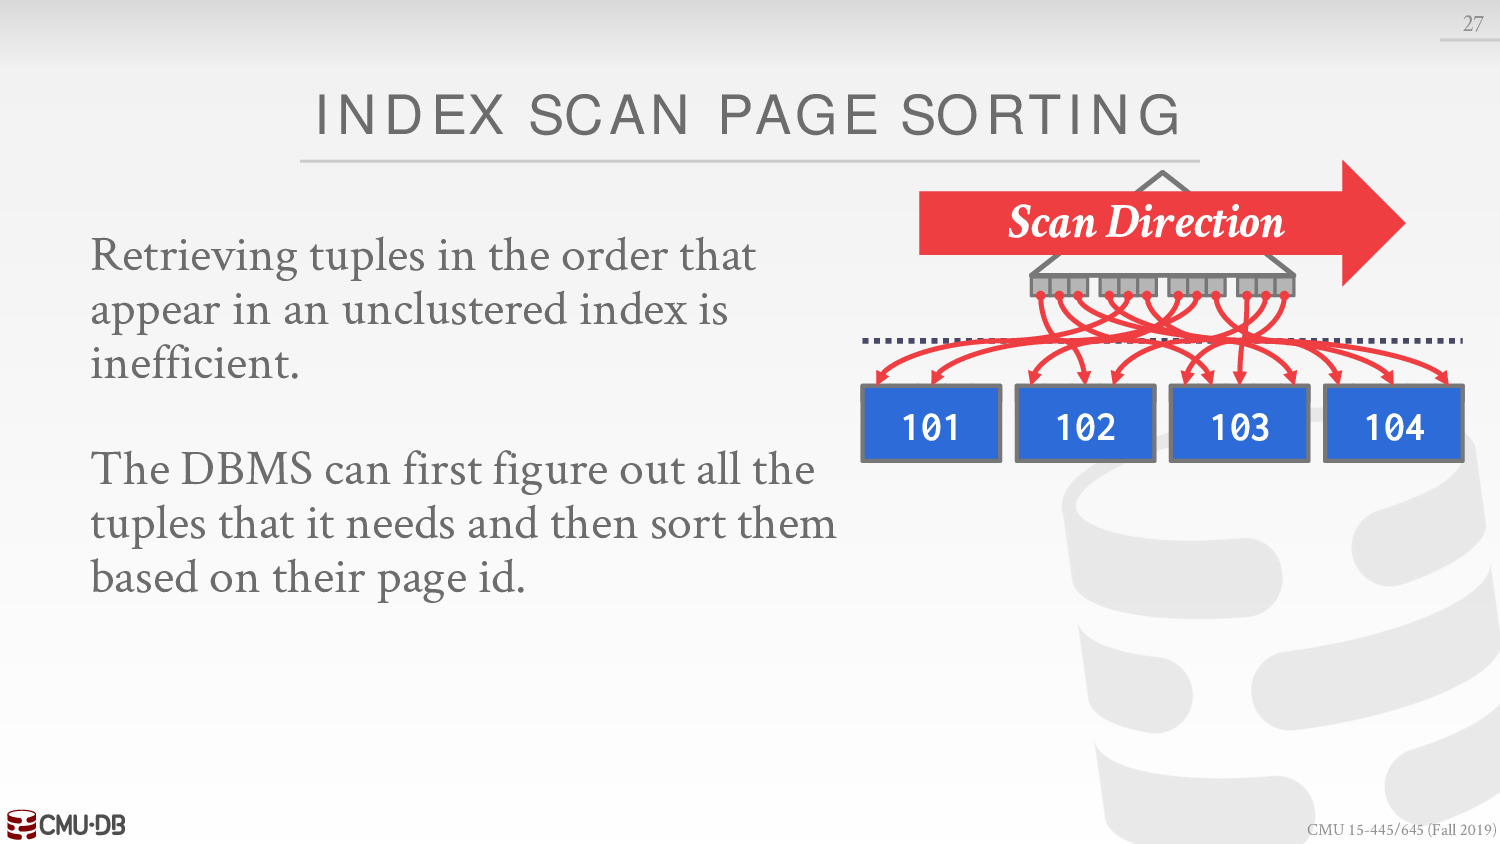 27
INDEX SCAN PAGE SORTING
Retrieving tuples in the order that
appear in an unclustered index is
inefficient.
The DBMS can first figure out all the
tuples that it needs and then sort them
based on their page id.
Scan Direction
101 102 103 104
CMU·DB
CMU 15-445/645 (Fall 2019)